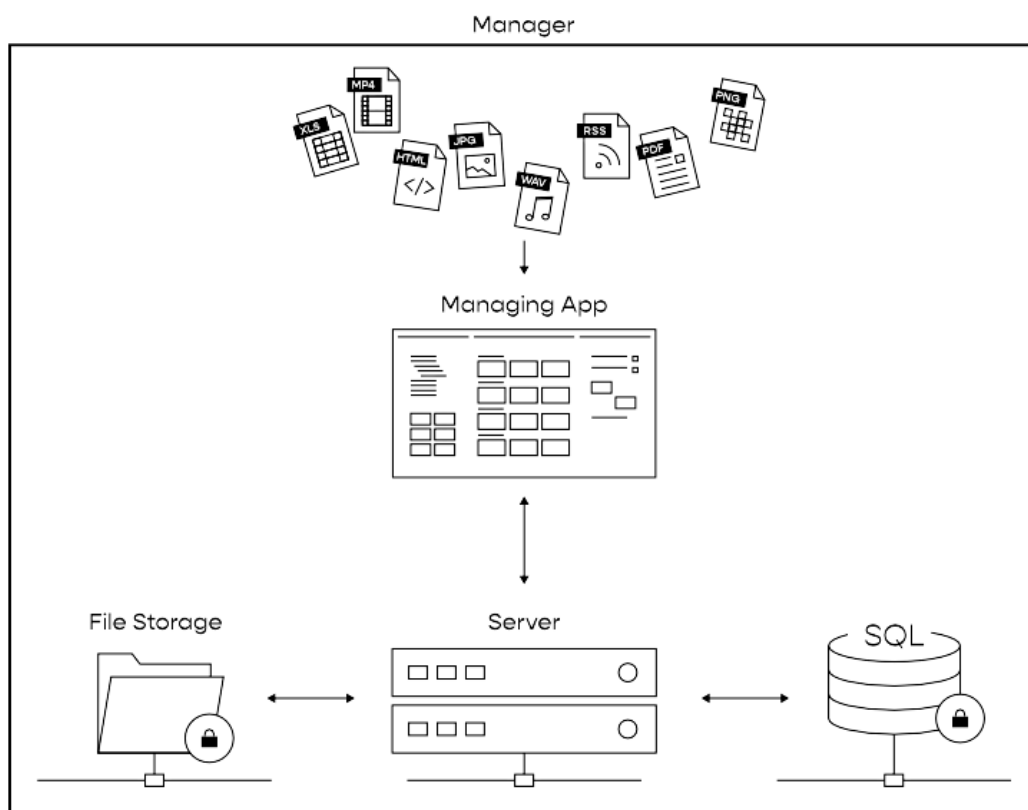 Manager
MP4
XLS
HTML
JPG
WAV
RSS
PDF
PNG
Managing App
File Storage
Server
SQL